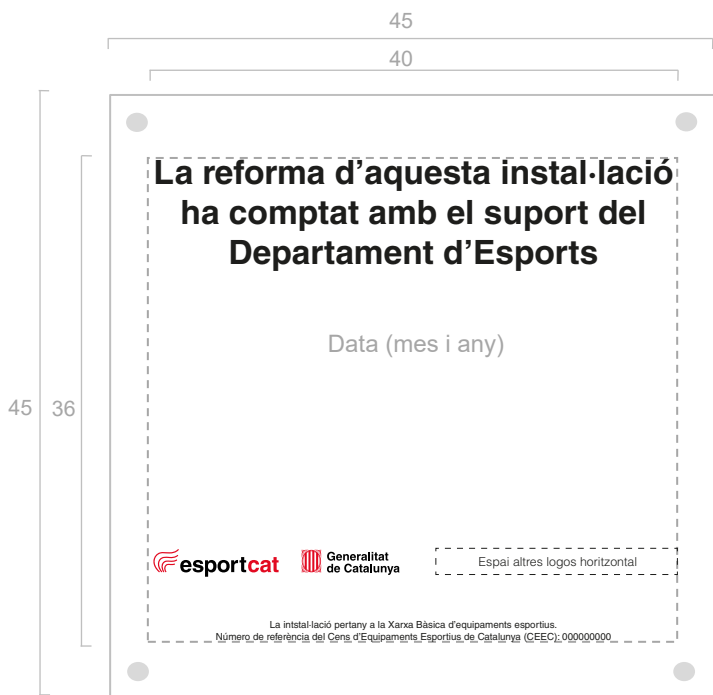 45
40
La reforma d’aquesta instal·lació
ha comptat amb el suport del
Departament d’Esports
Data (mes i any)
45
36
esportcat
Generalitat
de Catalunya
Espai altres logos horitzontal
La intstal·lació pertany a la Xarxa Bàsica d’equipaments esportius.
Número de referència del Cens d’Equipaments Esportius de Catalunya (CEEC): 000000000